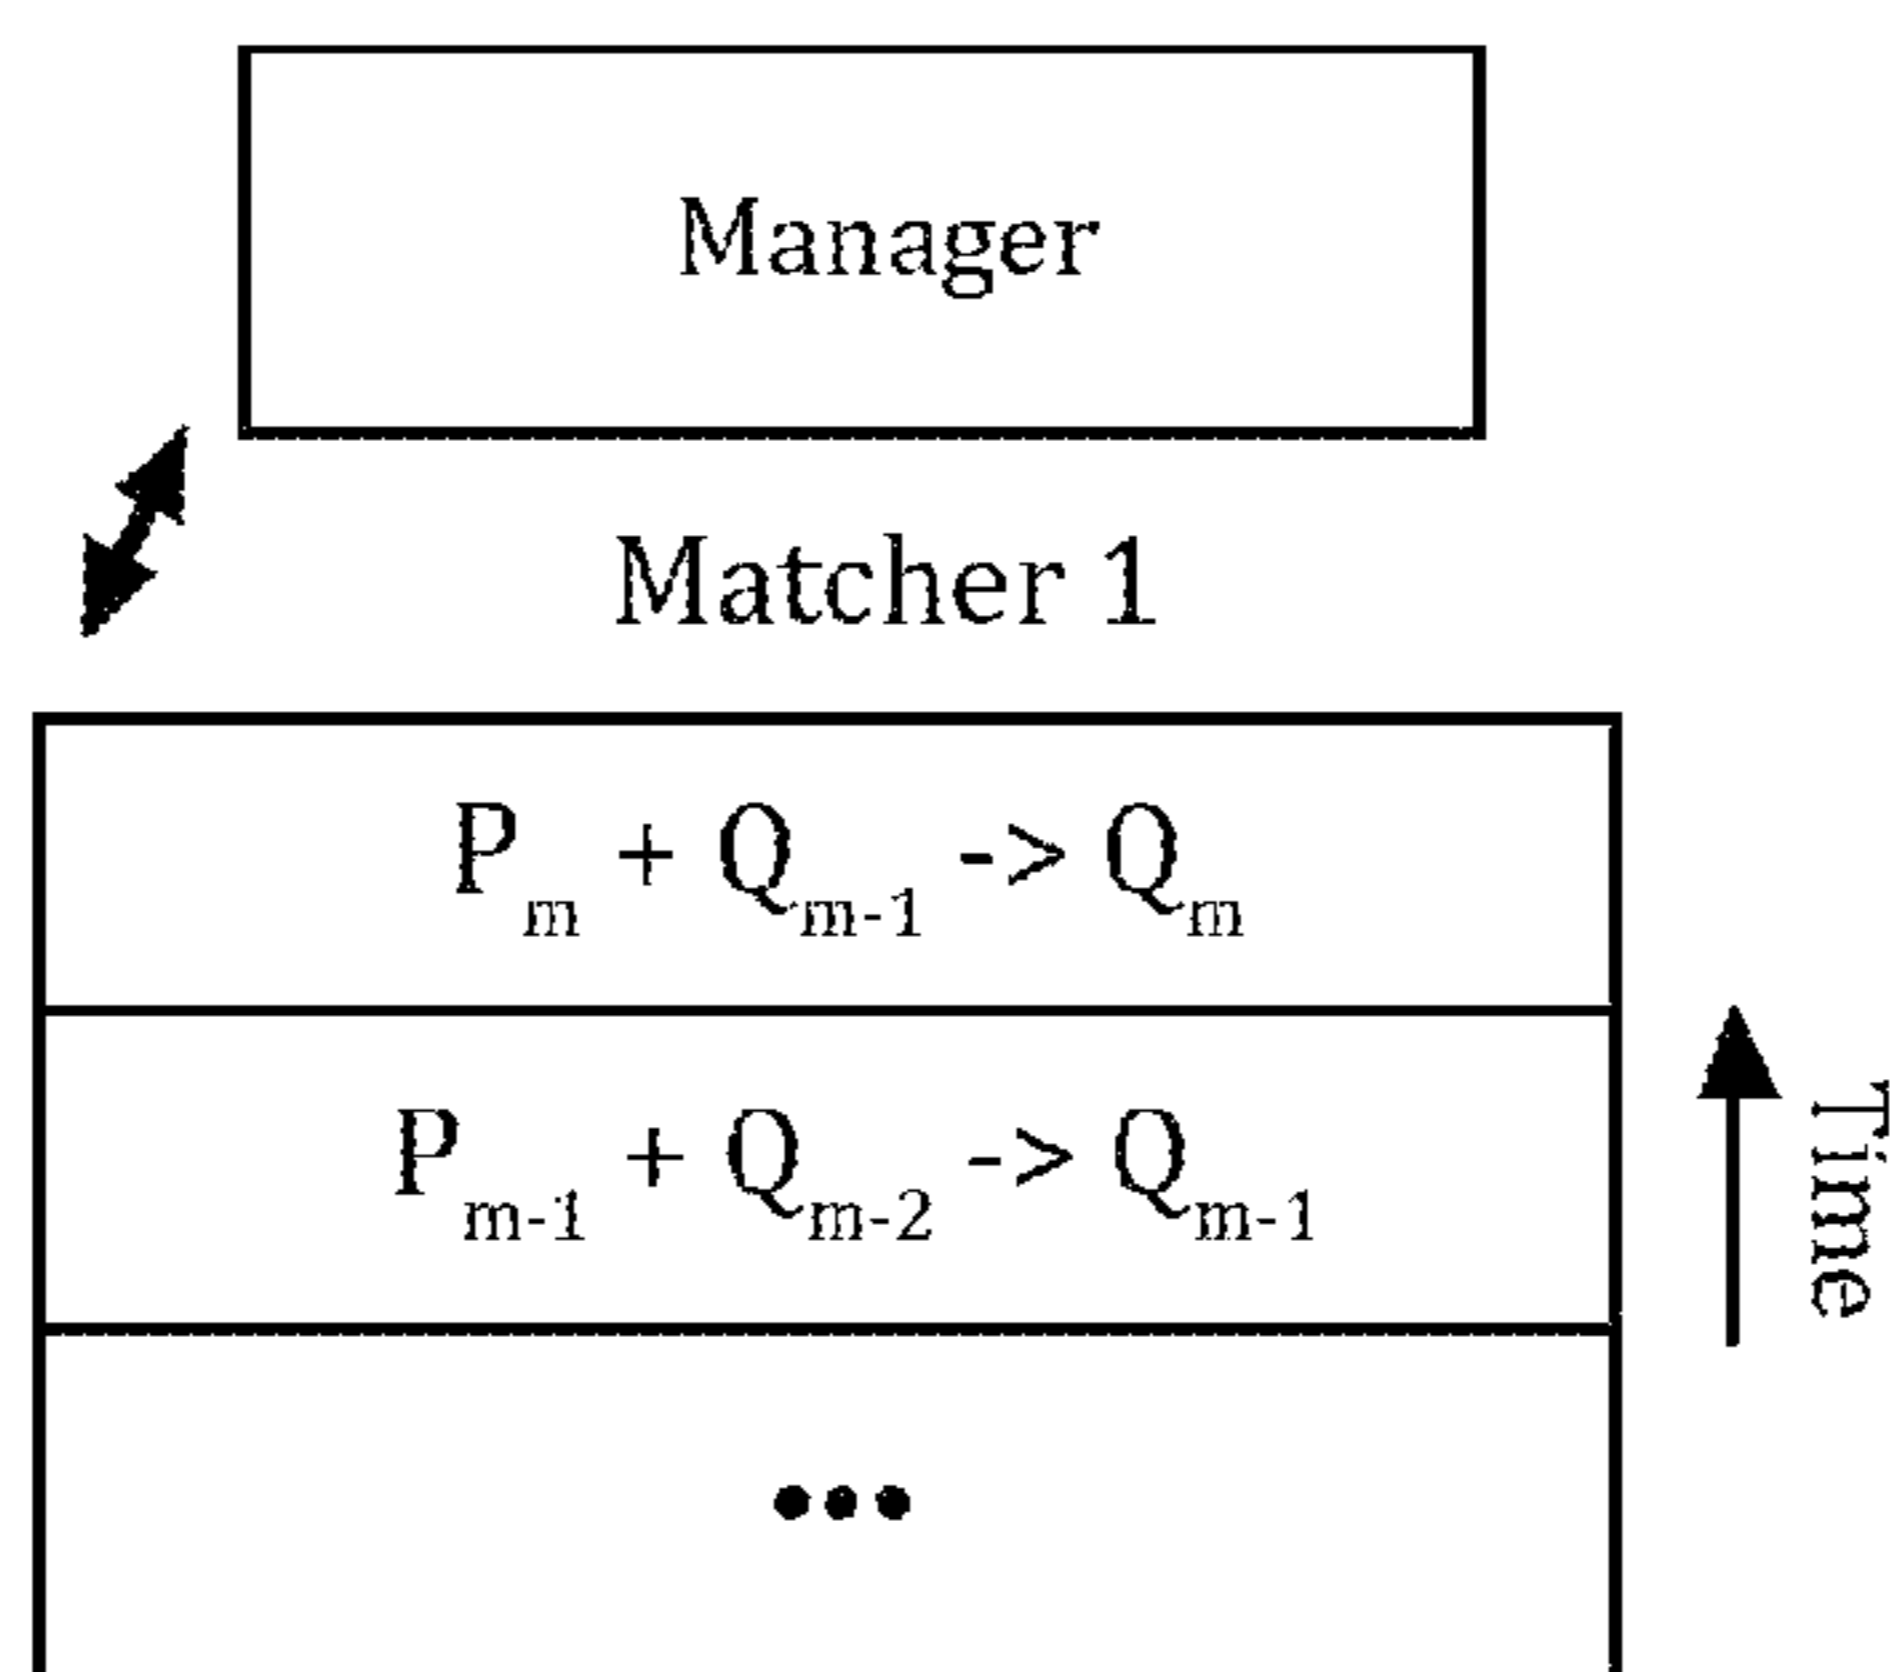 Manager
Matcher 1
Pm + Qm-1 -> Qm
Pm-1 + Qm-2 -> Qm-1
•••
Time